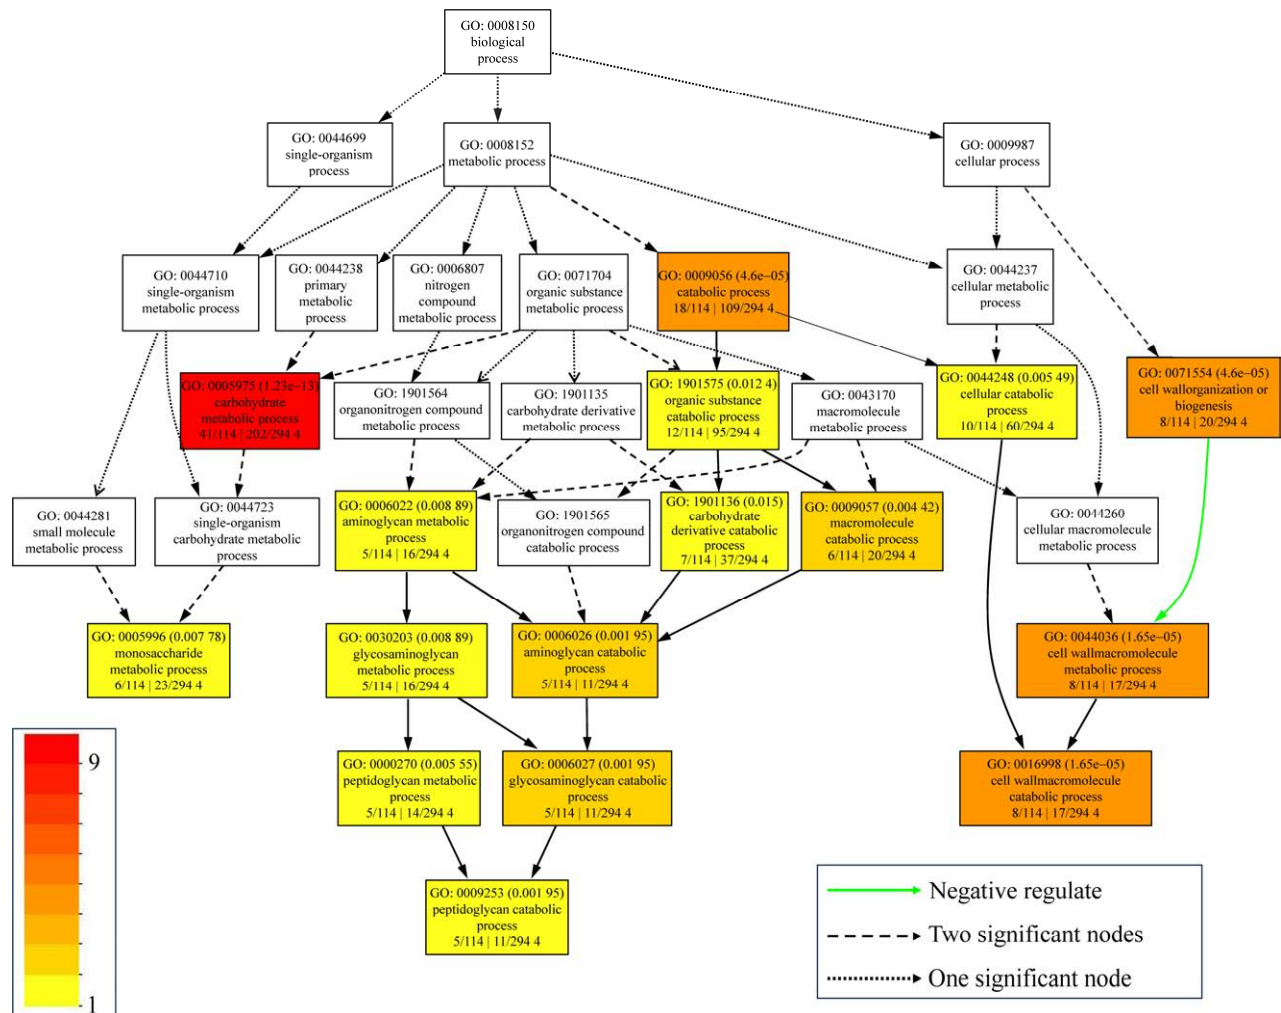 GO: 0008150
biological
process
GO: 0044699
single-organism
process
GO: 0008152
metabolic process
GO: 0009987
cellular process
GO: 0044710
single-organism
metabolic process
GO: 0044238
primary
metabolic
process
GO: 0006807
nitrogen
compound
metabolic process
GO: 0071704
organic substance
metabolic process
GO: 0009056 (4.6e−05)
catabolic process
18/114 | 109/294 4
GO: 0044237
cellular metabolic
process
GO: 0005975 (1.23e−13)
carbohydrate
metabolic process
41/114 | 202/294 4
GO: 1901564
organonitrogen compound
metabolic process
GO: 1901135
carbohydrate derivative
metabolic process
GO: 1901575 (0.012 4)
organic substance
catabolic process
12/114 | 95/294 4
GO: 0043170
macromolecule
metabolic process
GO: 0044248 (0.005 49)
cellular catabolic
process
10/114 | 60/294 4
GO: 0071554 (4.6e−05)
cell wallorganization or
biogenesis
8/114 | 20/294 4
GO: 0044281
small molecule
metabolic process
GO: 0044723
single-organism
carbohydrate metabolic
process
GO: 0006022 (0.008 89)
aminoglycan metabolic
process
5/114 | 16/294 4
GO: 1901565
organonitrogen compound
catabolic process
GO: 1901136 (0.015)
carbohydrate
derivative catabolic
process
7/114 | 37/294 4
GO: 0009057 (0.004 42)
macromolecule
catabolic process
6/114 | 20/294 4
GO: 0044260
cellular macromolecule
metabolic process
GO: 0005996 (0.007 78)
monosaccharide
metabolic process
6/114 | 23/294 4
GO: 0030203 (0.008 89)
glycosaminoglycan
metabolic process
5/114 | 16/294 4
GO: 0006026 (0.001 95)
aminoglycan catabolic
process
5/114 | 11/294 4
GO: 0044036 (1.65e−05)
cell wallmacromolecule
metabolic process
8/114 | 17/294 4
GO: 0000270 (0.005 55)
peptidoglycan metabolic
process
5/114 | 14/294 4
GO: 0006027 (0.001 95)
glycosaminoglycan catabolic
process
5/114 | 11/294 4
GO: 0016998 (1.65e−05)
cell wallmacromolecule
catabolic process
8/114 | 17/294 4
GO: 0009253 (0.001 95)
peptidoglycan catabolic
process
5/114 | 11/294 4
9
1
Negative regulate
Two significant nodes
One significant node